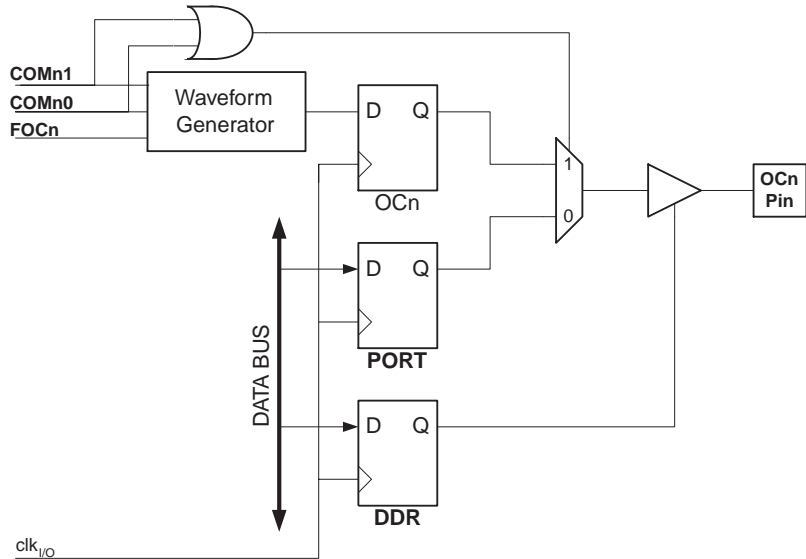 COMn1
COMn0
FOCn
Waveform
Generator
D Q
OCn
1
0
OCn
Pin
DATA BUS
D Q
PORT
D Q
DDR
clkI/O